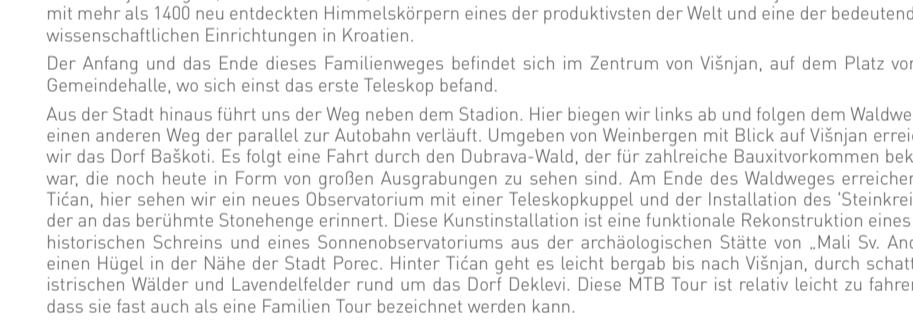 mit mehr als 1400 neu entdeckten Himmelskörpern eines der produktivsten der Welt und eine der bedeutend
wissenschaftlichen Einrichtungen in Kroatien.
Der Anfang und das Ende dieses Familienweges befindet sich im Zentrum von Višnjan, auf dem Platz vor
Gemeindehalle, wo sich einst das erste Teleskop befand.
Aus der Stadt hinaus führt uns der Weg neben dem Stadion. Hier biegen wir links ab und folgen dem Waldwe
einen anderen Weg der parallel zur Autobahn verläuft. Umgeben von Weinbergen mit Blick auf Višnjan errei
wir das Dorf Baškoti. Es folgt eine Fahrt durch den Dubrava-Wald, der für zahlreiche Bauxitvorkommen bek
war, die noch heute in Form von großen Ausgrabungen zu sehen sind. Am Ende des Waldweges erreicher
Tićan, hier sehen wir ein neues Observatorium mit einer Teleskopkuppel und der Installation des 'Steinkrei
der an das berühmte Stonehenge erinnert. Diese Kunstinstallation ist eine funktionale Rekonstruktion eines
historischen Schreins und eines Sonnenobservatoriums aus der archäologischen Stätte von „Mali Sv. And
einen Hügel in der Nähe der Stadt Porec. Hinter Tićan geht es leicht bergab bis nach Višnjan, durch schatt
istrischen Wälder und Lavendelfelder rund um das Dorf Deklevi. Diese MTB Tour ist relativ leicht zu fahrer
dass sie fast auch als eine Familien Tour bezeichnet werden kann.